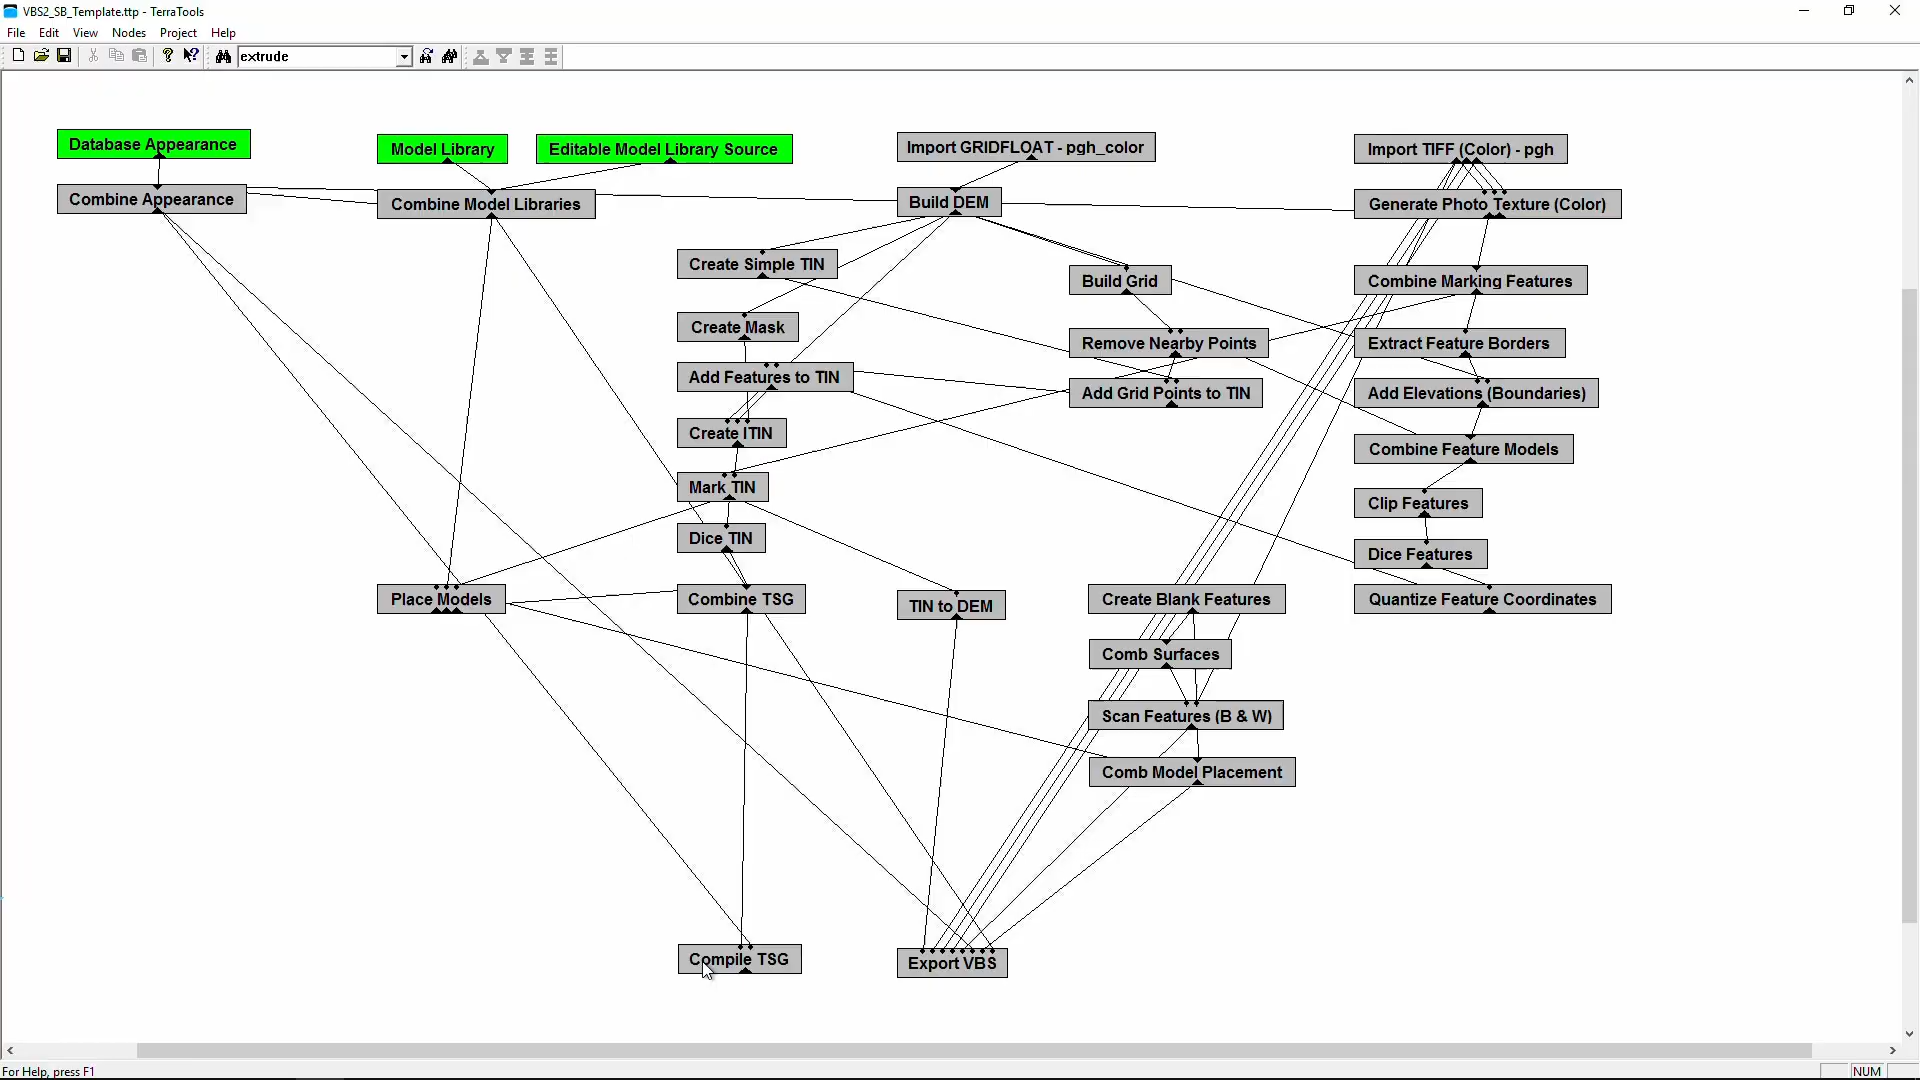 VBS2_SB_Template.ttp - TerraTools
File Edit View Nodes Project Help
extrude
Database Appearance
Model Library
Editable Model Library Source
Import GRIDFLOAT - pgh_color
Import TIFF (Color) - pgh
Combine Appearance
Combine Model Libraries
Build DEM
Generate Photo Texture (Color)
Create Simple TIN
Build Grid
Combine Marking Features
Create Mask
Remove Nearby Points
Extract Feature Borders
Add Features to TIN
Add Grid Points to TIN
Add Elevations (Boundaries)
Create ITIN
Combine Feature Models
Mark TIN
Clip Features
Dice TIN
Dice Features
Place Models
Combine TSG
TIN to DEM
Create Blank Features
Quantize Feature Coordinates
Comb Surfaces
Scan Features (B & W)
Comb Model Placement
Compile TSG
Export VBS
For Help, press F1
NUM